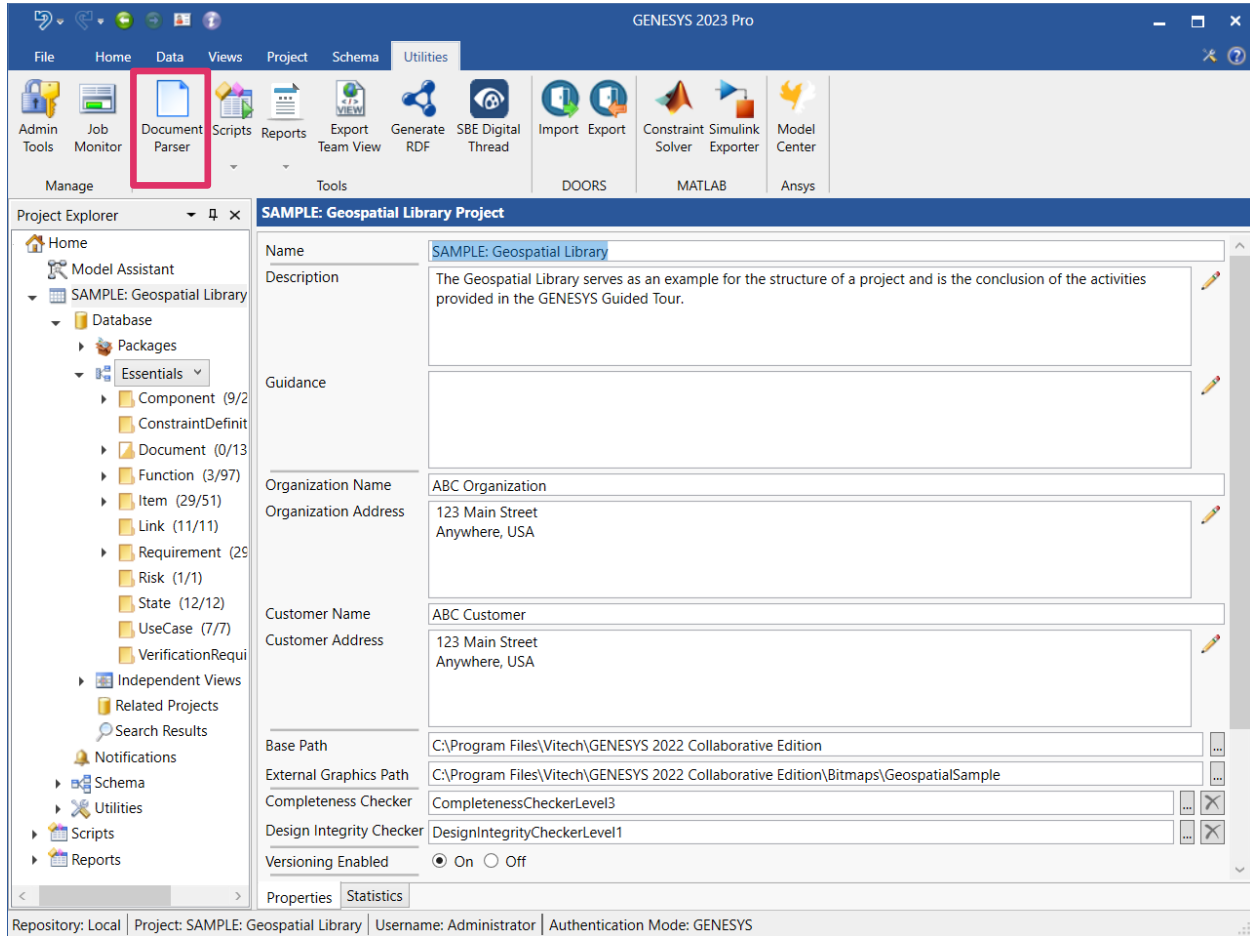 GENESYS 2023 Pro
File Home Data Views Project Schema Utilities
Admin Tools
Job Monitor
Document Parser
Scripts
Reports
Export Team View
Generate RDF
SBE Digital Thread
Import
Export
Constraint Solver
Simulink Exporter
Model Center
Manage
Tools
DOORS
MATLAB
Ansys
Project Explorer
Home
Model Assistant
SAMPLE: Geospatial Library
Database
Packages
Essentials
Component (9/2
ConstraintDefinit
Document (0/13
Function (3/97)
Item (29/51)
Link (11/11)
Requirement (29
Risk (1/1)
State (12/12)
UseCase (7/7)
VerificationRequi
Independent Views
Related Projects
Search Results
Notifications
Schema
Utilities
Scripts
Reports
SAMPLE: Geospatial Library Project
Name SAMPLE: Geospatial Library
Description The Geospatial Library serves as an example for the structure of a project and is the conclusion of the activities
provided in the GENESYS Guided Tour.
Guidance
Organization Name ABC Organization
Organization Address 123 Main Street
Anywhere, USA
Customer Name ABC Customer
Customer Address 123 Main Street
Anywhere, USA
Base Path C:\Program Files\Vitech\GENESYS 2022 Collaborative Edition ...
External Graphics Path C:\Program Files\Vitech\GENESYS 2022 Collaborative Edition\Bitmaps\GeospatialSample ...
Completeness Checker CompletenessCheckerLevel3 ...
Design Integrity Checker DesignIntegrityCheckerLevel1 ...
Versioning Enabled On Off
Properties Statistics
Repository: Local Project: SAMPLE: Geospatial Library Username: Administrator Authentication Mode: GENESYS